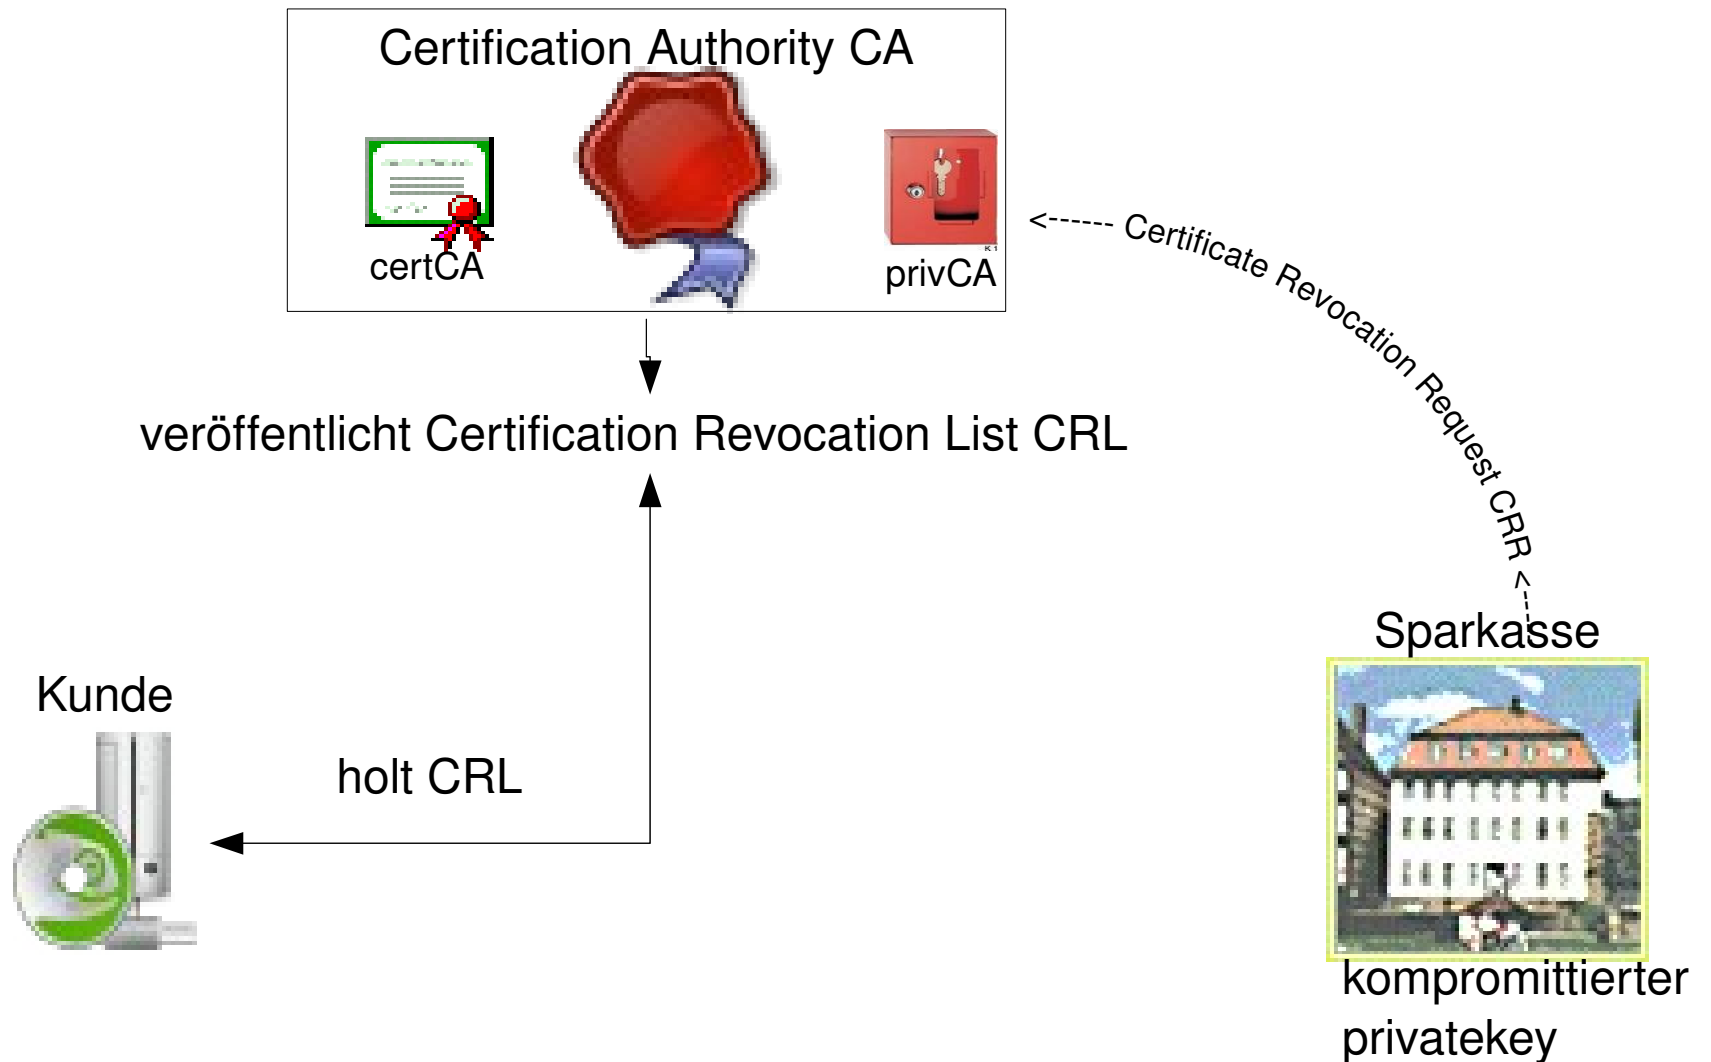 Certification Authority CA
certCA
privCA
K 1
<------ Certificate Revocation Request CRR <----
veröffentlicht Certification Revocation List CRL
Sparkasse
Kunde
holt CRL
kompromittierter
privatekey